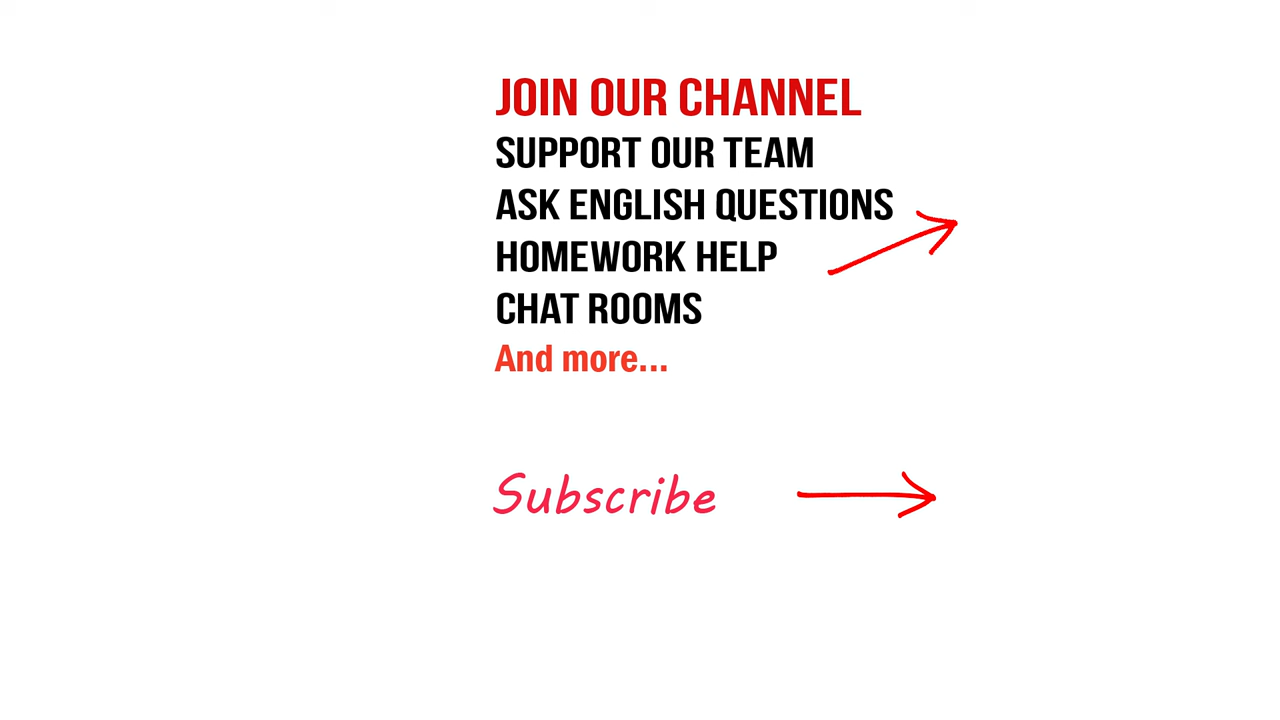 JOIN OUR CHANNEL
SUPPORT OUR TEAM
ASK ENGLISH QUESTIONS
HOMEWORK HELP
CHAT ROOMS
And more...
Subscribe